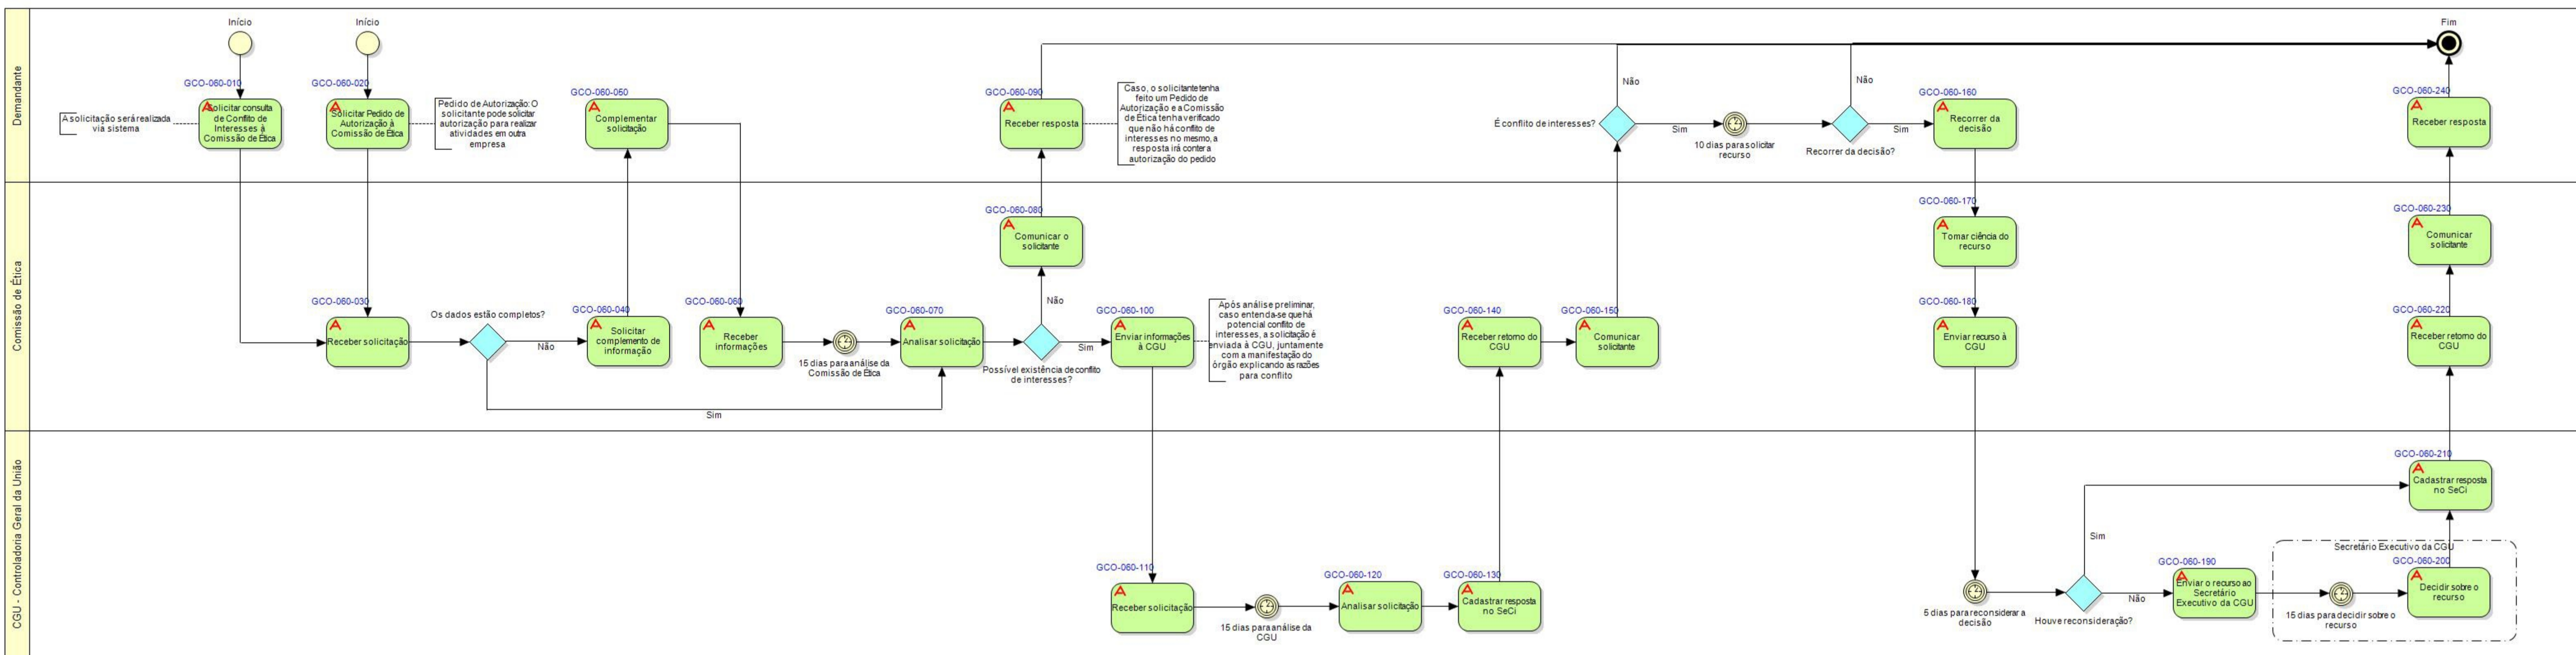 Demandante
Início
GCO-060-010
Solicitar consulta
de Conflito de
Interesses à
Comissão de Ética
A solicitação será realizada
via sistema
Início
GCO-060-020
Solicitar Pedido de
Autorização à
Comissão de Ética
Pedido de Autorização: O
solicitante pode solicitar
autorização para realizar
atividades em outra
empresa
GCO-060-050
Complementar
solicitação
GCO-060-090
Receber resposta
Caso, o solicitante tenha
feito um Pedido de
Autorização e a Comissão
de Ética tenha verificado
que não há conflito de
interesses no mesmo, a
resposta irá conter a
autorização do pedido
É conflito de interesses?
Não
Sim
10 dias para solicitar
recurso
Não
Recorrer da decisão?
Sim
GCO-060-160
Recorrer da
decisão
Fim
GCO-060-240
Receber resposta
Comissão de Ética
GCO-060-030
Receber solicitação
Os dados estão completos?
Não
Sim
GCO-060-040
Solicitar
complemento de
informação
GCO-060-060
Receber
informações
15 dias para análise da
Comissão de Ética
GCO-060-070
Analisar solicitação
GCO-060-080
Comunicar o
solicitante
Não
Possível existência de conflito
de interesses?
Sim
GCO-060-100
Enviar informações
à CGU
Após análise preliminar,
caso entenda-se que há
potencial conflito de
interesses, a solicitação é
enviada à CGU, juntamente
com a manifestação do
órgão explicando as razões
para conflito
GCO-060-140
Receber retorno do
CGU
GCO-060-150
Comunicar
solicitante
GCO-060-170
Tomar ciência do
recurso
GCO-060-180
Enviar recurso à
CGU
GCO-060-230
Comunicar
solicitante
GCO-060-220
Receber retorno do
CGU
CGU - Controladoria Geral da União
GCO-060-110
Receber solicitação
15 dias para análise da
CGU
GCO-060-120
Analisar solicitação
GCO-060-130
Cadastrar resposta
no SeCi
5 dias para reconsiderar a
decisão
Houve reconsideração?
Sim
Não
GCO-060-190
Enviar o recurso ao
Secretário
Executivo da CGU
Secretário Executivo da CGU
15 dias para decidir sobre o
recurso
GCO-060-200
Decidir sobre o
recurso
GCO-060-210
Cadastrar resposta
no SeCi